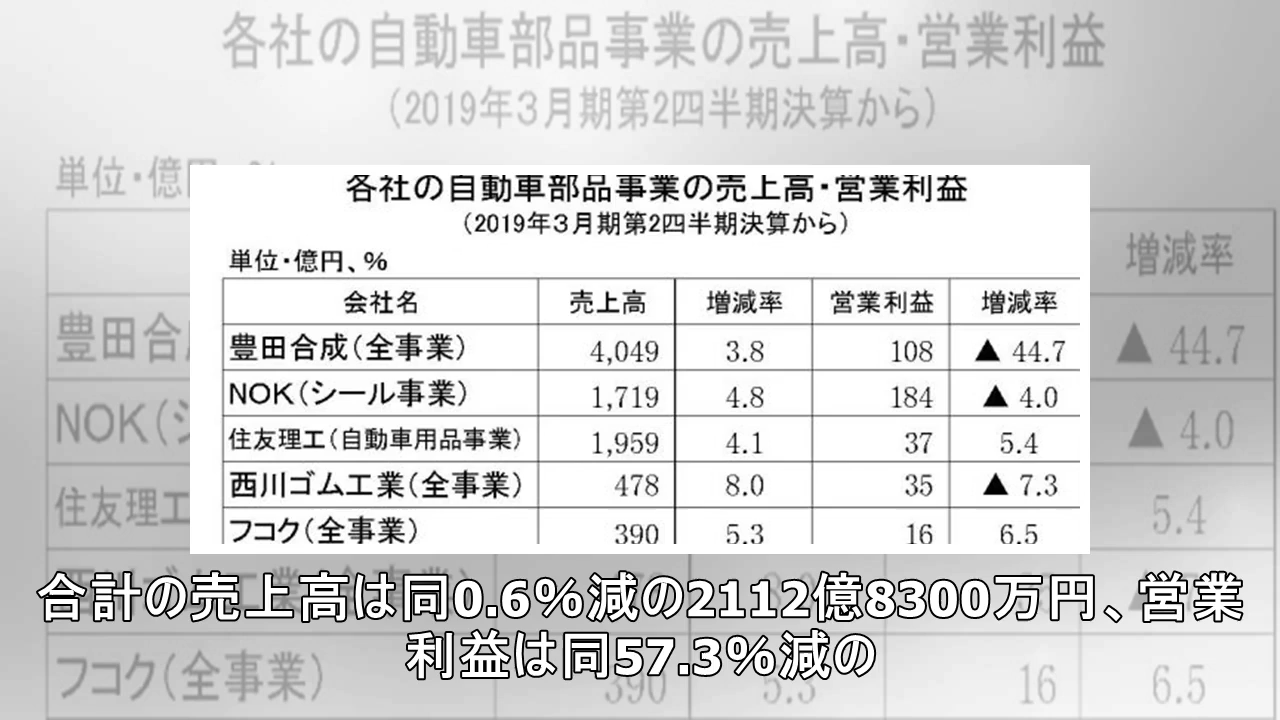 各社の自動車部品事業の売上高・営業利益
(2019年3月期第2四半期決算から)
単位・億円、%
会社名 売上高 増減率 営業利益 増減率
豊田合成(全事業) 4,049 3.8 108 ▲ 44.7
NOK(シール事業) 1,719 4.8 184 ▲ 4.0
住友理工(自動車用品事業) 1,959 4.1 37 5.4
西川ゴム工業(全事業) 478 8.0 35 ▲ 7.3
フコク(全事業) 390 5.3 16 6.5
合計の売上高は同0.6%減の2112億8300万円、営業
利益は同57.3%減の